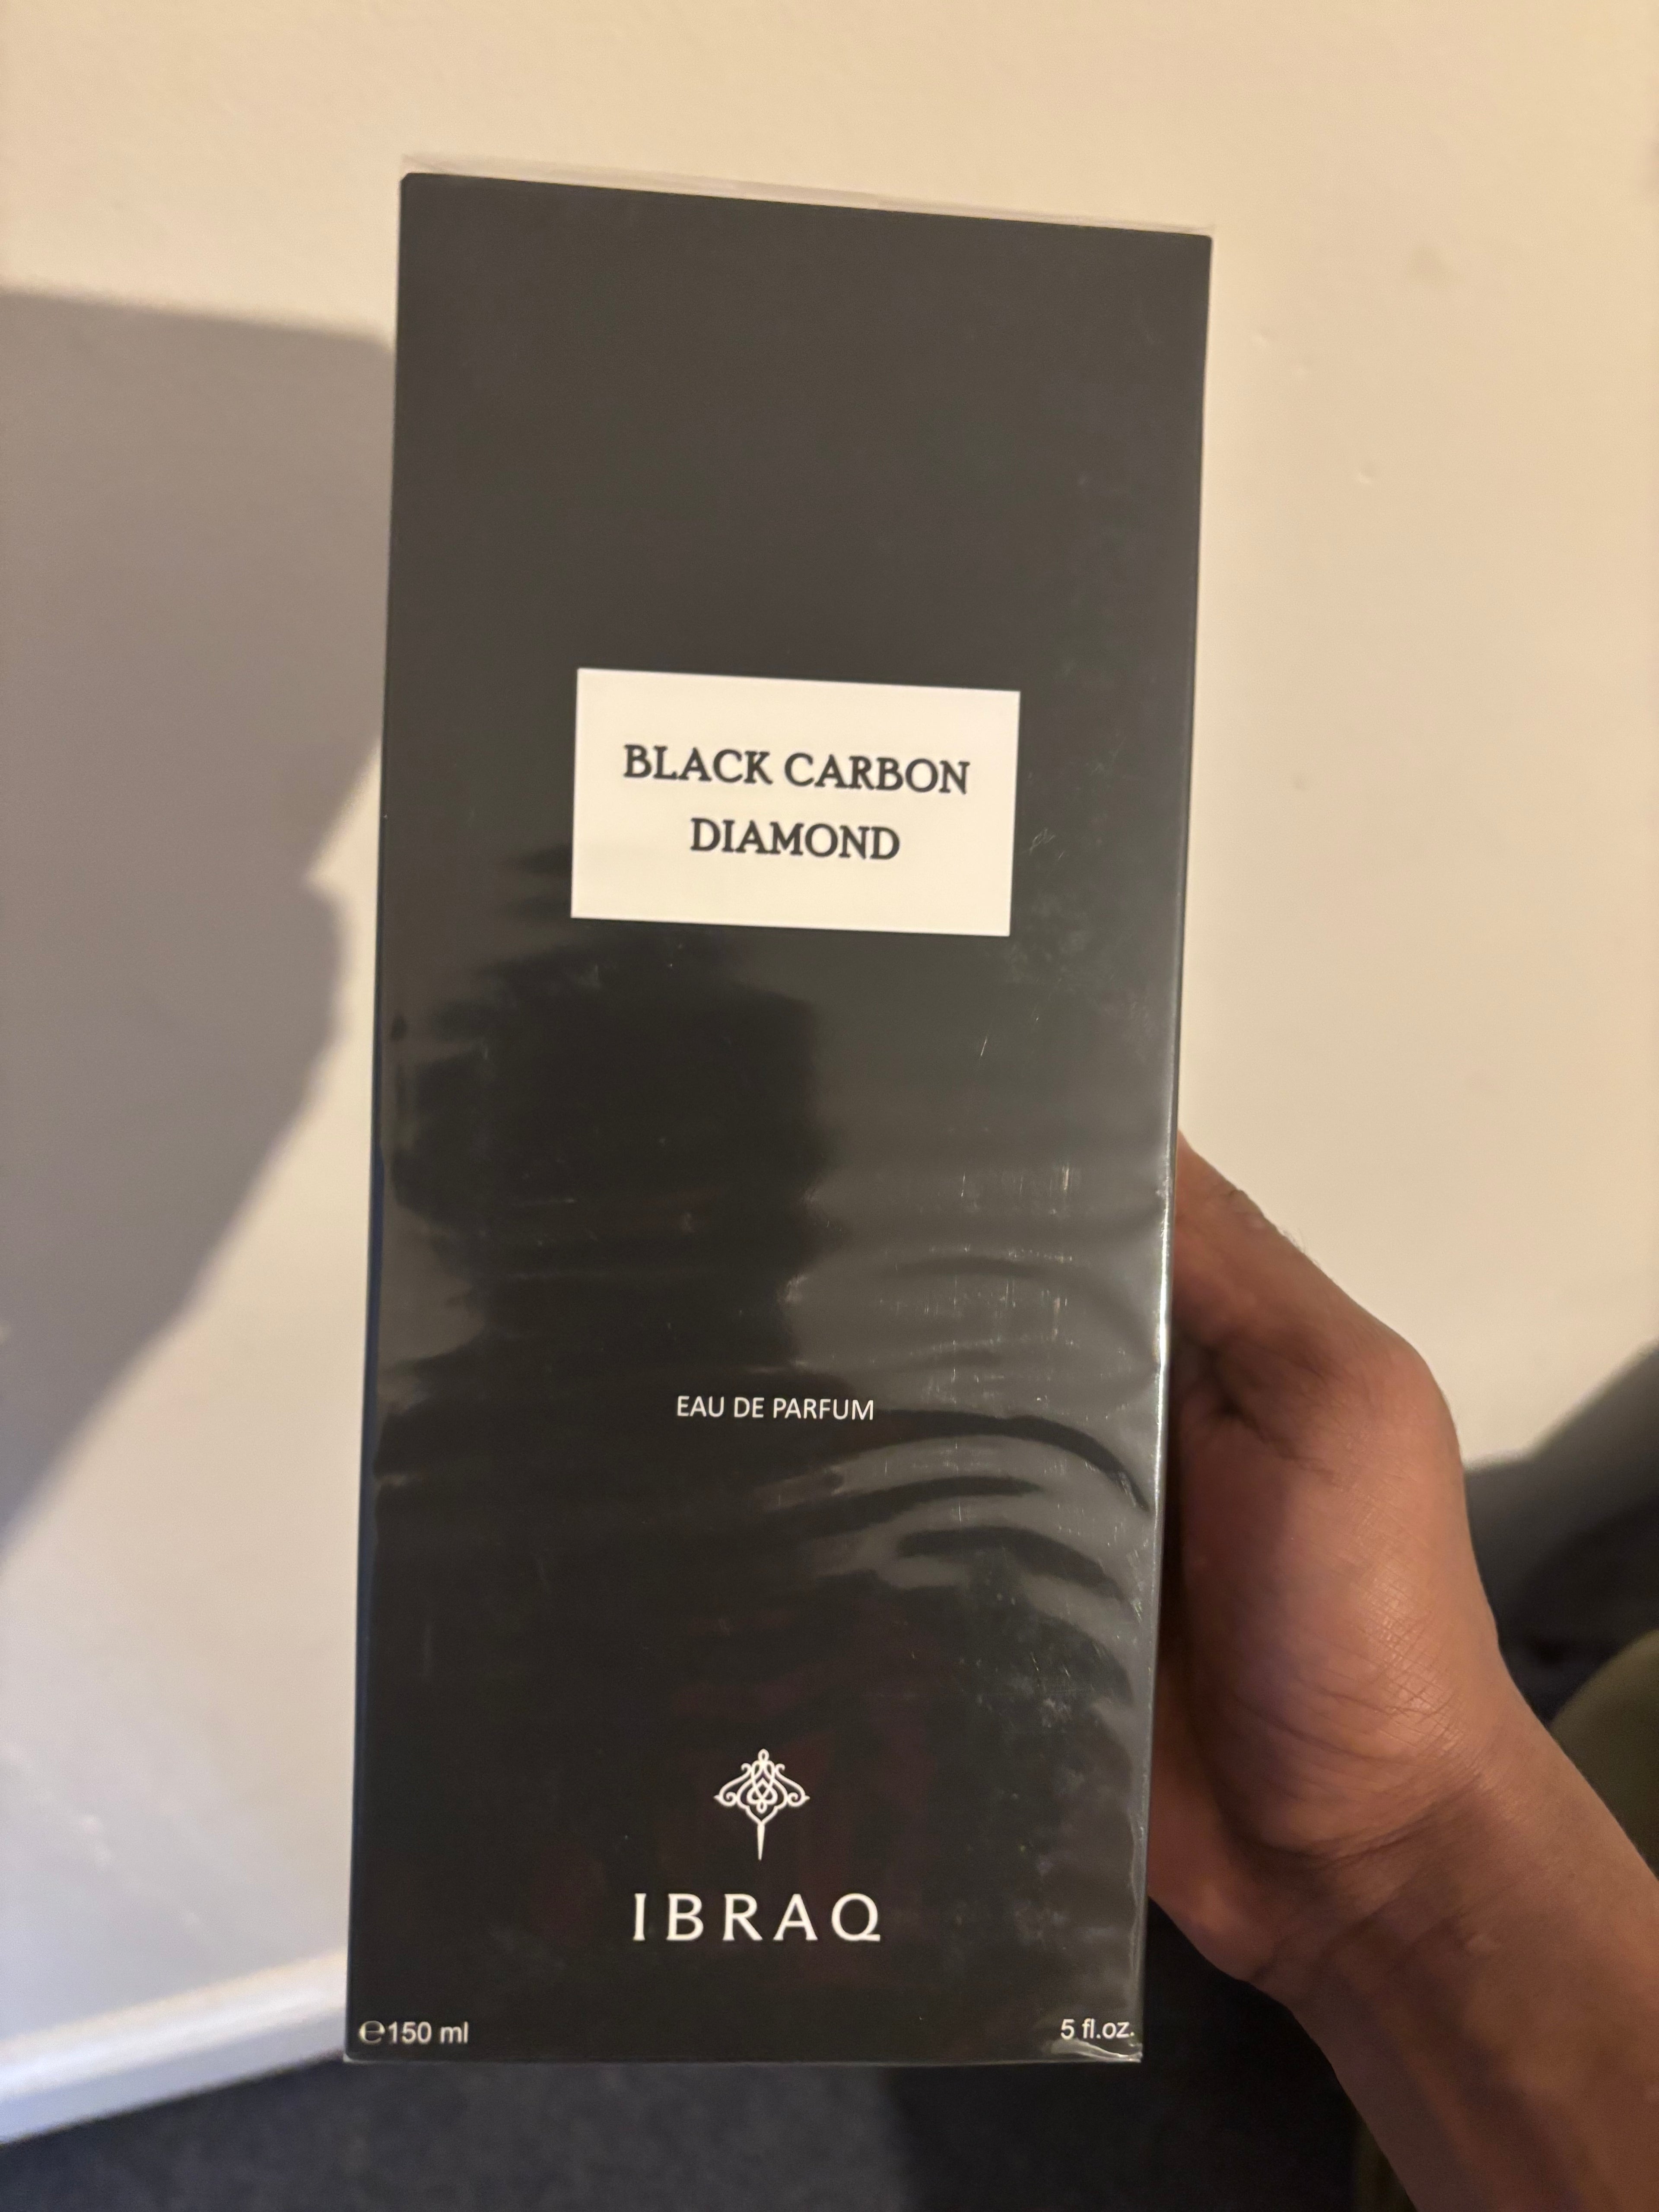 BLACK CARBON
DIAMOND
EAU DE PARFUM
IBRAQ
℮150 ml
5 fl.oz.